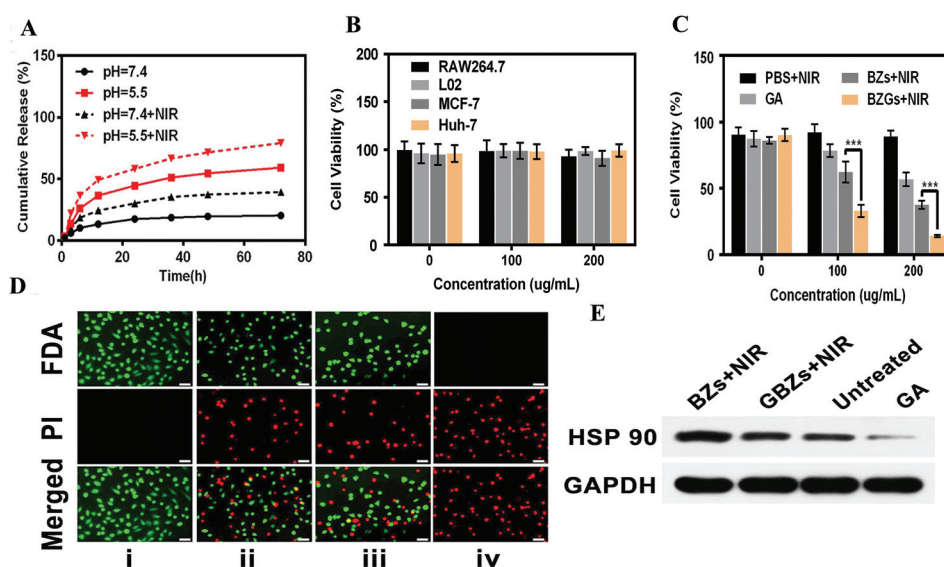 A
Cumulative Release (%)
150
100
50
0
pH=7.4
pH=5.5
pH=7.4+NIR
pH=5.5+NIR
0 20 40 60 80
Time(h)
B
Cell Viability (%)
200
150
100
50
0
RAW264.7
L02
MCF-7
Huh-7
0 100 200
Concentration (ug/mL)
C
Cell Viability (%)
150
100
50
0
PBS+NIR BZs+NIR
GA BZGs+NIR
***
***
0 100 200
Concentration (ug/mL)
D
FDA
PI
Merged
i ii iii iv
E
BZs+NIR GBZs+NIR Untreated GA
HSP 90
GAPDH